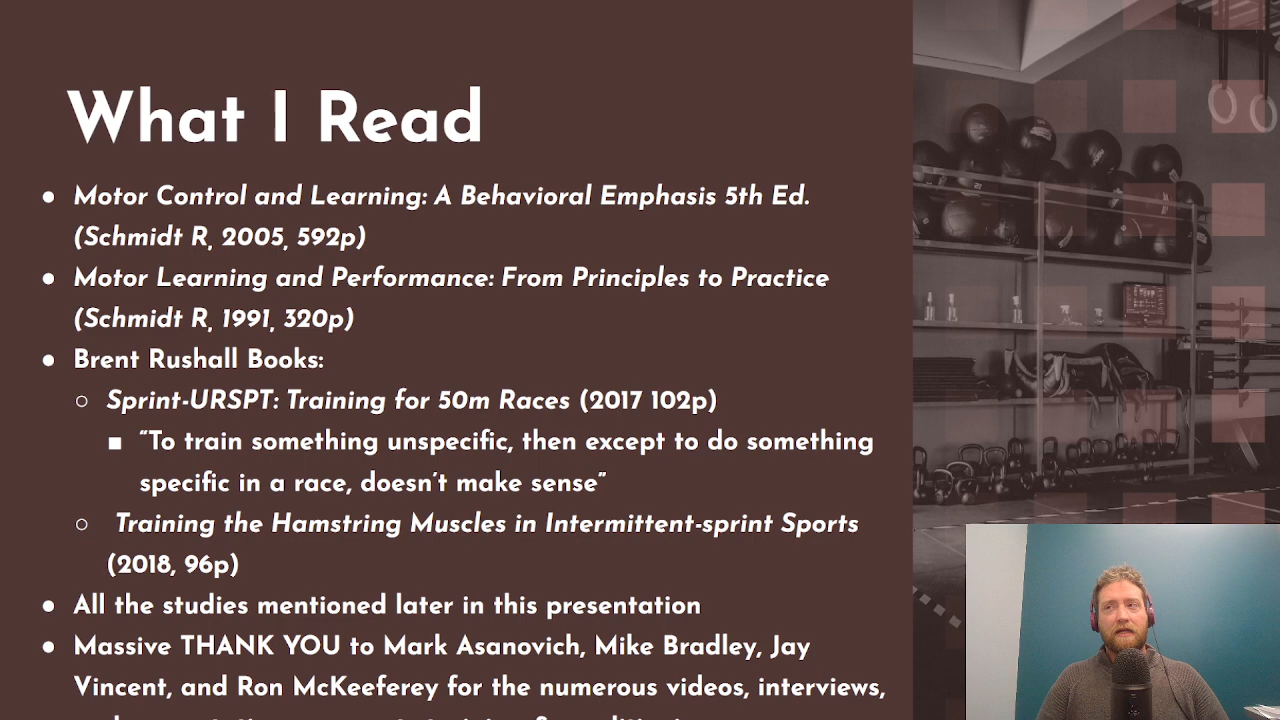 What I Read
● Motor Control and Learning: A Behavioral Emphasis 5th Ed.
(Schmidt R, 2005, 592p)
● Motor Learning and Performance: From Principles to Practice
(Schmidt R, 1991, 320p)
● Brent Rushall Books:
○ Sprint-URSPT: Training for 50m Races (2017 102p)
■ “To train something unspecific, then except to do something
specific in a race, doesn’t make sense”
○ Training the Hamstring Muscles in Intermittent-sprint Sports
(2018, 96p)
● All the studies mentioned later in this presentation
● Massive THANK YOU to Mark Asanovich, Mike Bradley, Jay
Vincent, and Ron McKeeferey for the numerous videos, interviews,